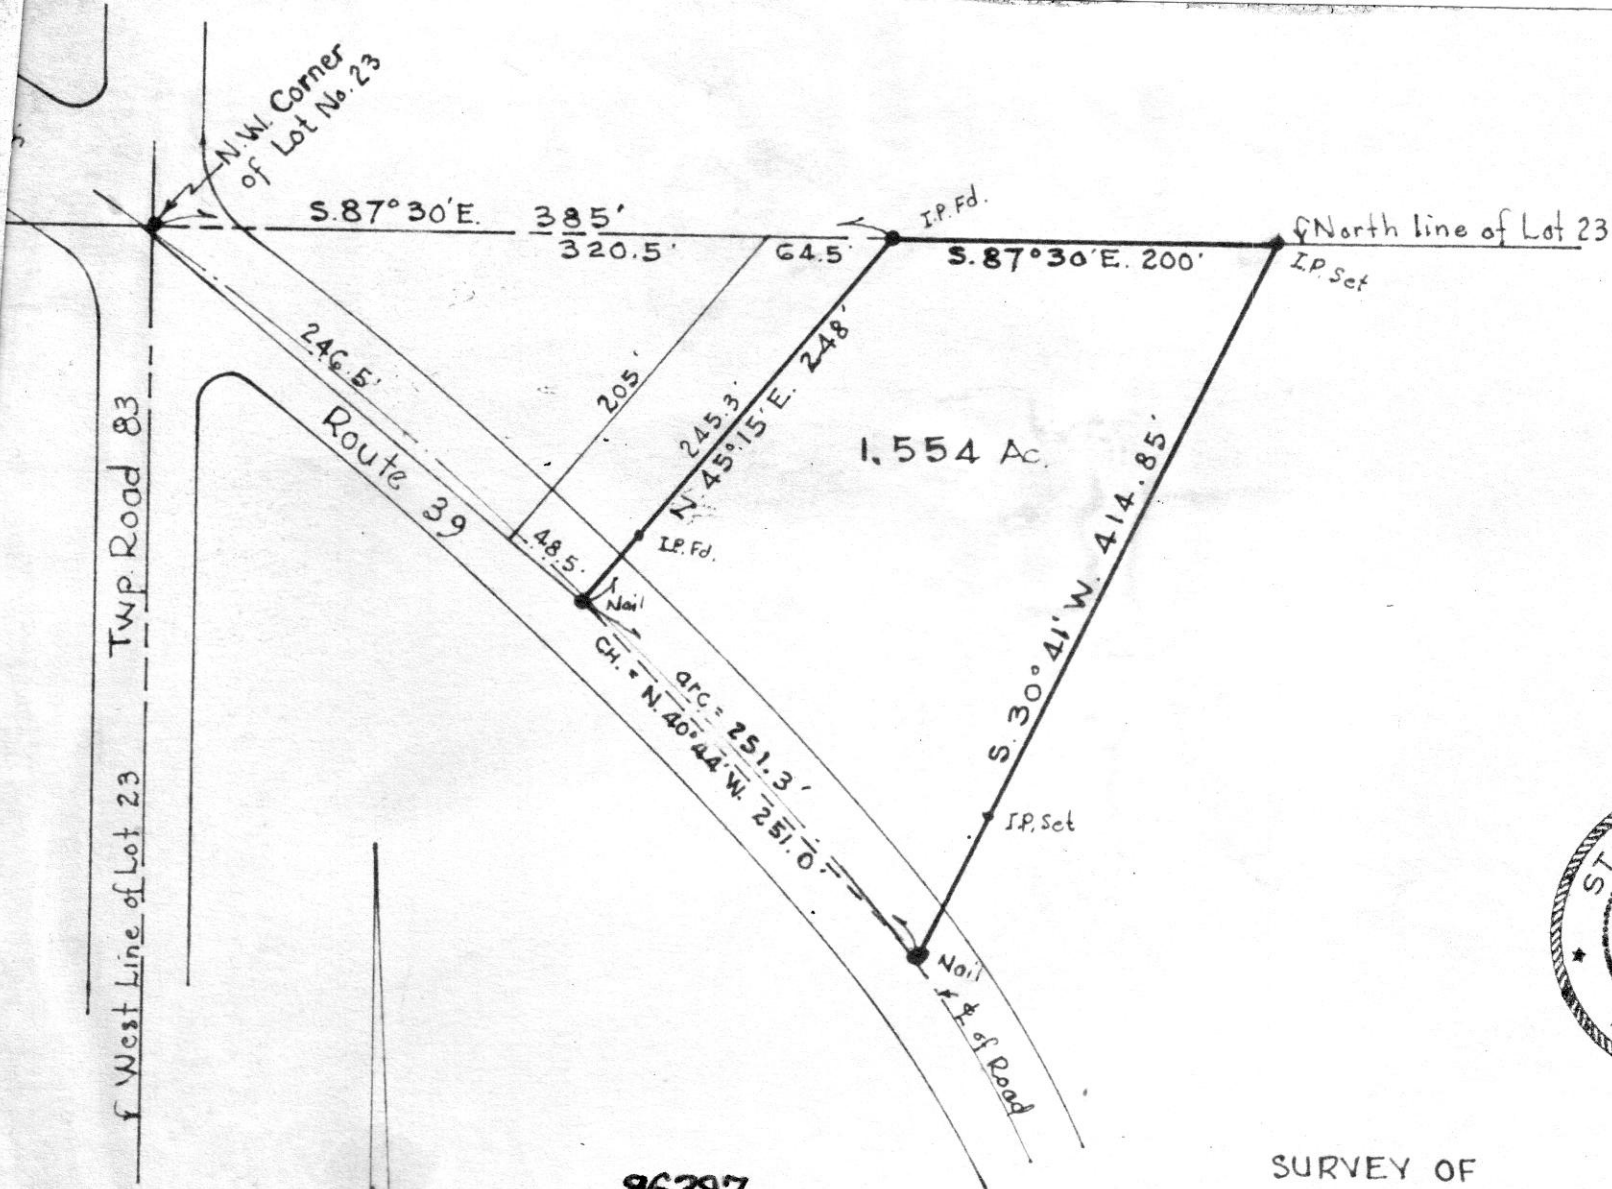 N.W. Corner
of Lot No. 23
S. 87° 30' E. 385'
320.5' 64.5'
I.P. Fd.
S. 87° 30' E. 200'
North line of Lot 23
I.P. Set
246.5'
Route 39
205'
245.3'
N. 45° 15' E. 248'
1.554 Ac.
S. 30° 41' W. 414.85'
I.P. Fd.
48.5'
Nail
arc = 251.3'
CH. = N. 40° 44' W. 251.0'
I.P. Set
Nail
℄ of Road
Twp. Road 83
West Line of Lot 23
ST
86297
SURVEY OF